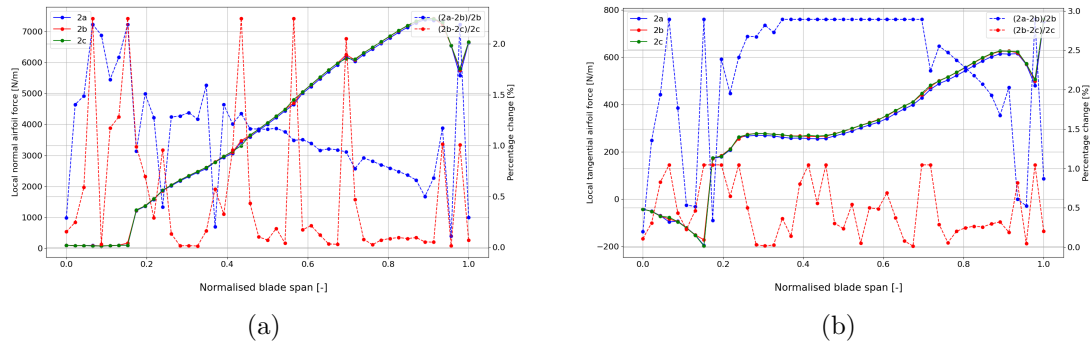 7000
6000
5000
4000
3000
2000
1000
0
Local normal airfoil force [N/m]
2a
2b
2c
(2a-2b)/2b
(2b-2c)/2c
2.0
1.5
1.0
0.5
0.0
Percentage change [%]
0.0 0.2 0.4 0.6 0.8 1.0
Normalised blade span [-]
(a)
800
600
400
200
0
−200
Local tangential airfoil force [N/m]
2a
2b
2c
(2a-2b)/2b
(2b-2c)/2c
3.0
2.5
2.0
1.5
1.0
0.5
0.0
Percentage change [%]
0.0 0.2 0.4 0.6 0.8 1.0
Normalised blade span [-]
(b)